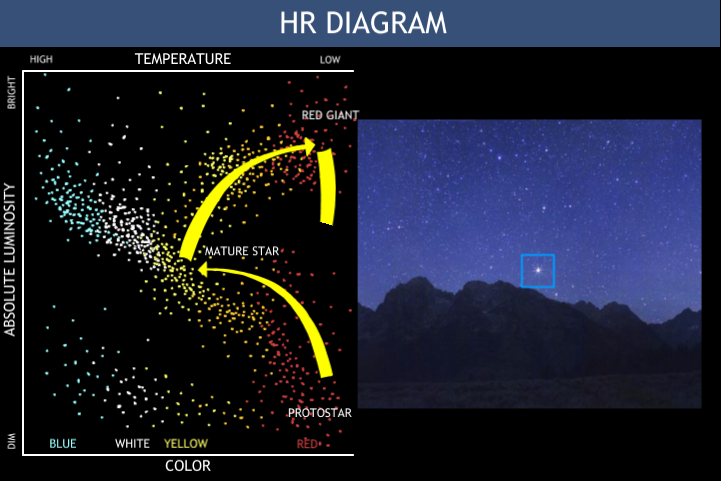 HR DIAGRAM
HIGH TEMPERATURE LOW
BRIGHT
RED GIANT
ABSOLUTE LUMINOSITY
MATURE STAR
PROTOSTAR
DIM
BLUE WHITE YELLOW RED
COLOR